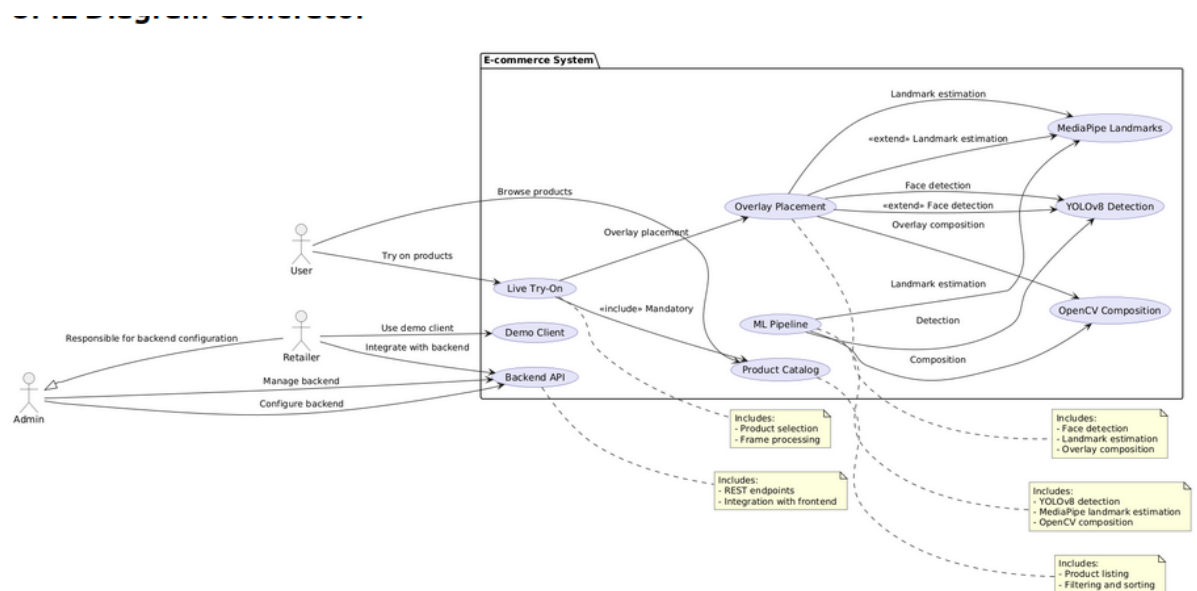 E-commerce System
Landmark estimation
MediaPipe Landmarks
«extend» Landmark estimation
Face detection
Browse products
Overlay Placement
«extend» Face detection
YOLOv8 Detection
Overlay composition
Overlay placement
User
Try on products
Live Try-On
Landmark estimation
«include» Mandatory
OpenCV Composition
ML Pipeline
Detection
Use demo client
Demo Client
Responsible for backend configuration
Integrate with backend
Retailer
Composition
Product Catalog
Manage backend
Backend API
Configure backend
Admin
Includes:
- Product selection
- Frame processing
Includes:
- Face detection
- Landmark estimation
- Overlay composition
Includes:
- REST endpoints
- Integration with frontend
Includes:
- YOLOv8 detection
- MediaPipe landmark estimation
- OpenCV composition
Includes:
- Product listing
- Filtering and sorting